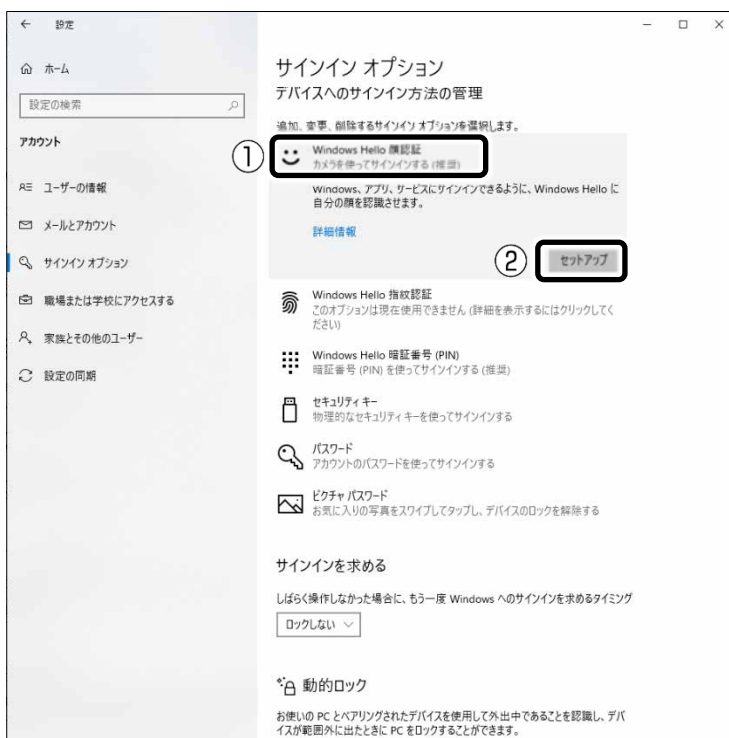 設定
ホーム
設定の検索
アカウント
ユーザーの情報
メールとアカウント
サインイン オプション
職場または学校にアクセスする
家族とその他のユーザー
設定の同期
サインイン オプション
デバイスへのサインイン方法の管理
追加、変更、削除するサインイン オプションを選択します。
①
Windows Hello 顔認証
カメラを使ってサインインする (推奨)
Windows、アプリ、サービスにサインインできるように、Windows Hello に
自分の顔を認識させます。
詳細情報
②
セットアップ
Windows Hello 指紋認証
このオプションは現在使用できません (詳細を表示するにはクリックしてく
ださい)
Windows Hello 暗証番号 (PIN)
暗証番号 (PIN) を使ってサインインする (推奨)
セキュリティ キー
物理的なセキュリティ キーを使ってサインインする
パスワード
アカウントのパスワードを使ってサインインする
ピクチャ パスワード
お気に入りの写真をスワイプしてタップし、デバイスのロックを解除する
サインインを求める
しばらく操作しなかった場合に、もう一度 Windows へのサインインを求めるタイミング
ロックしない
動的ロック
お使いの PC とペアリングされたデバイスを使用して外出中であることを認識し、デバ
イスが範囲外に出たときに PC をロックすることができます。